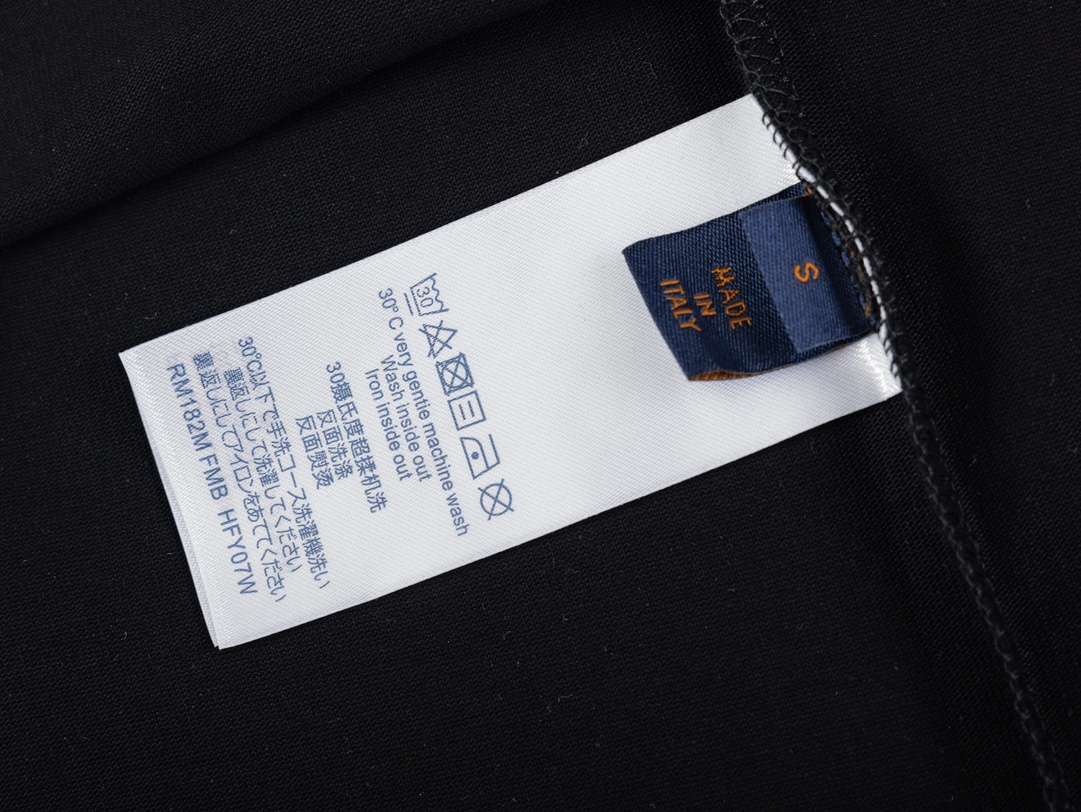 S
MADE
IN
ITALY
30
30°C very gentle machine wash
Wash inside out
Iron inside out
30摄氏度超揉机洗
反面洗涤
反面熨烫
30℃以下で手洗コース洗濯機洗い
裏返しにして洗濯してください
裏返しにしてアイロンをあててください
RM182M FMB HFY07W